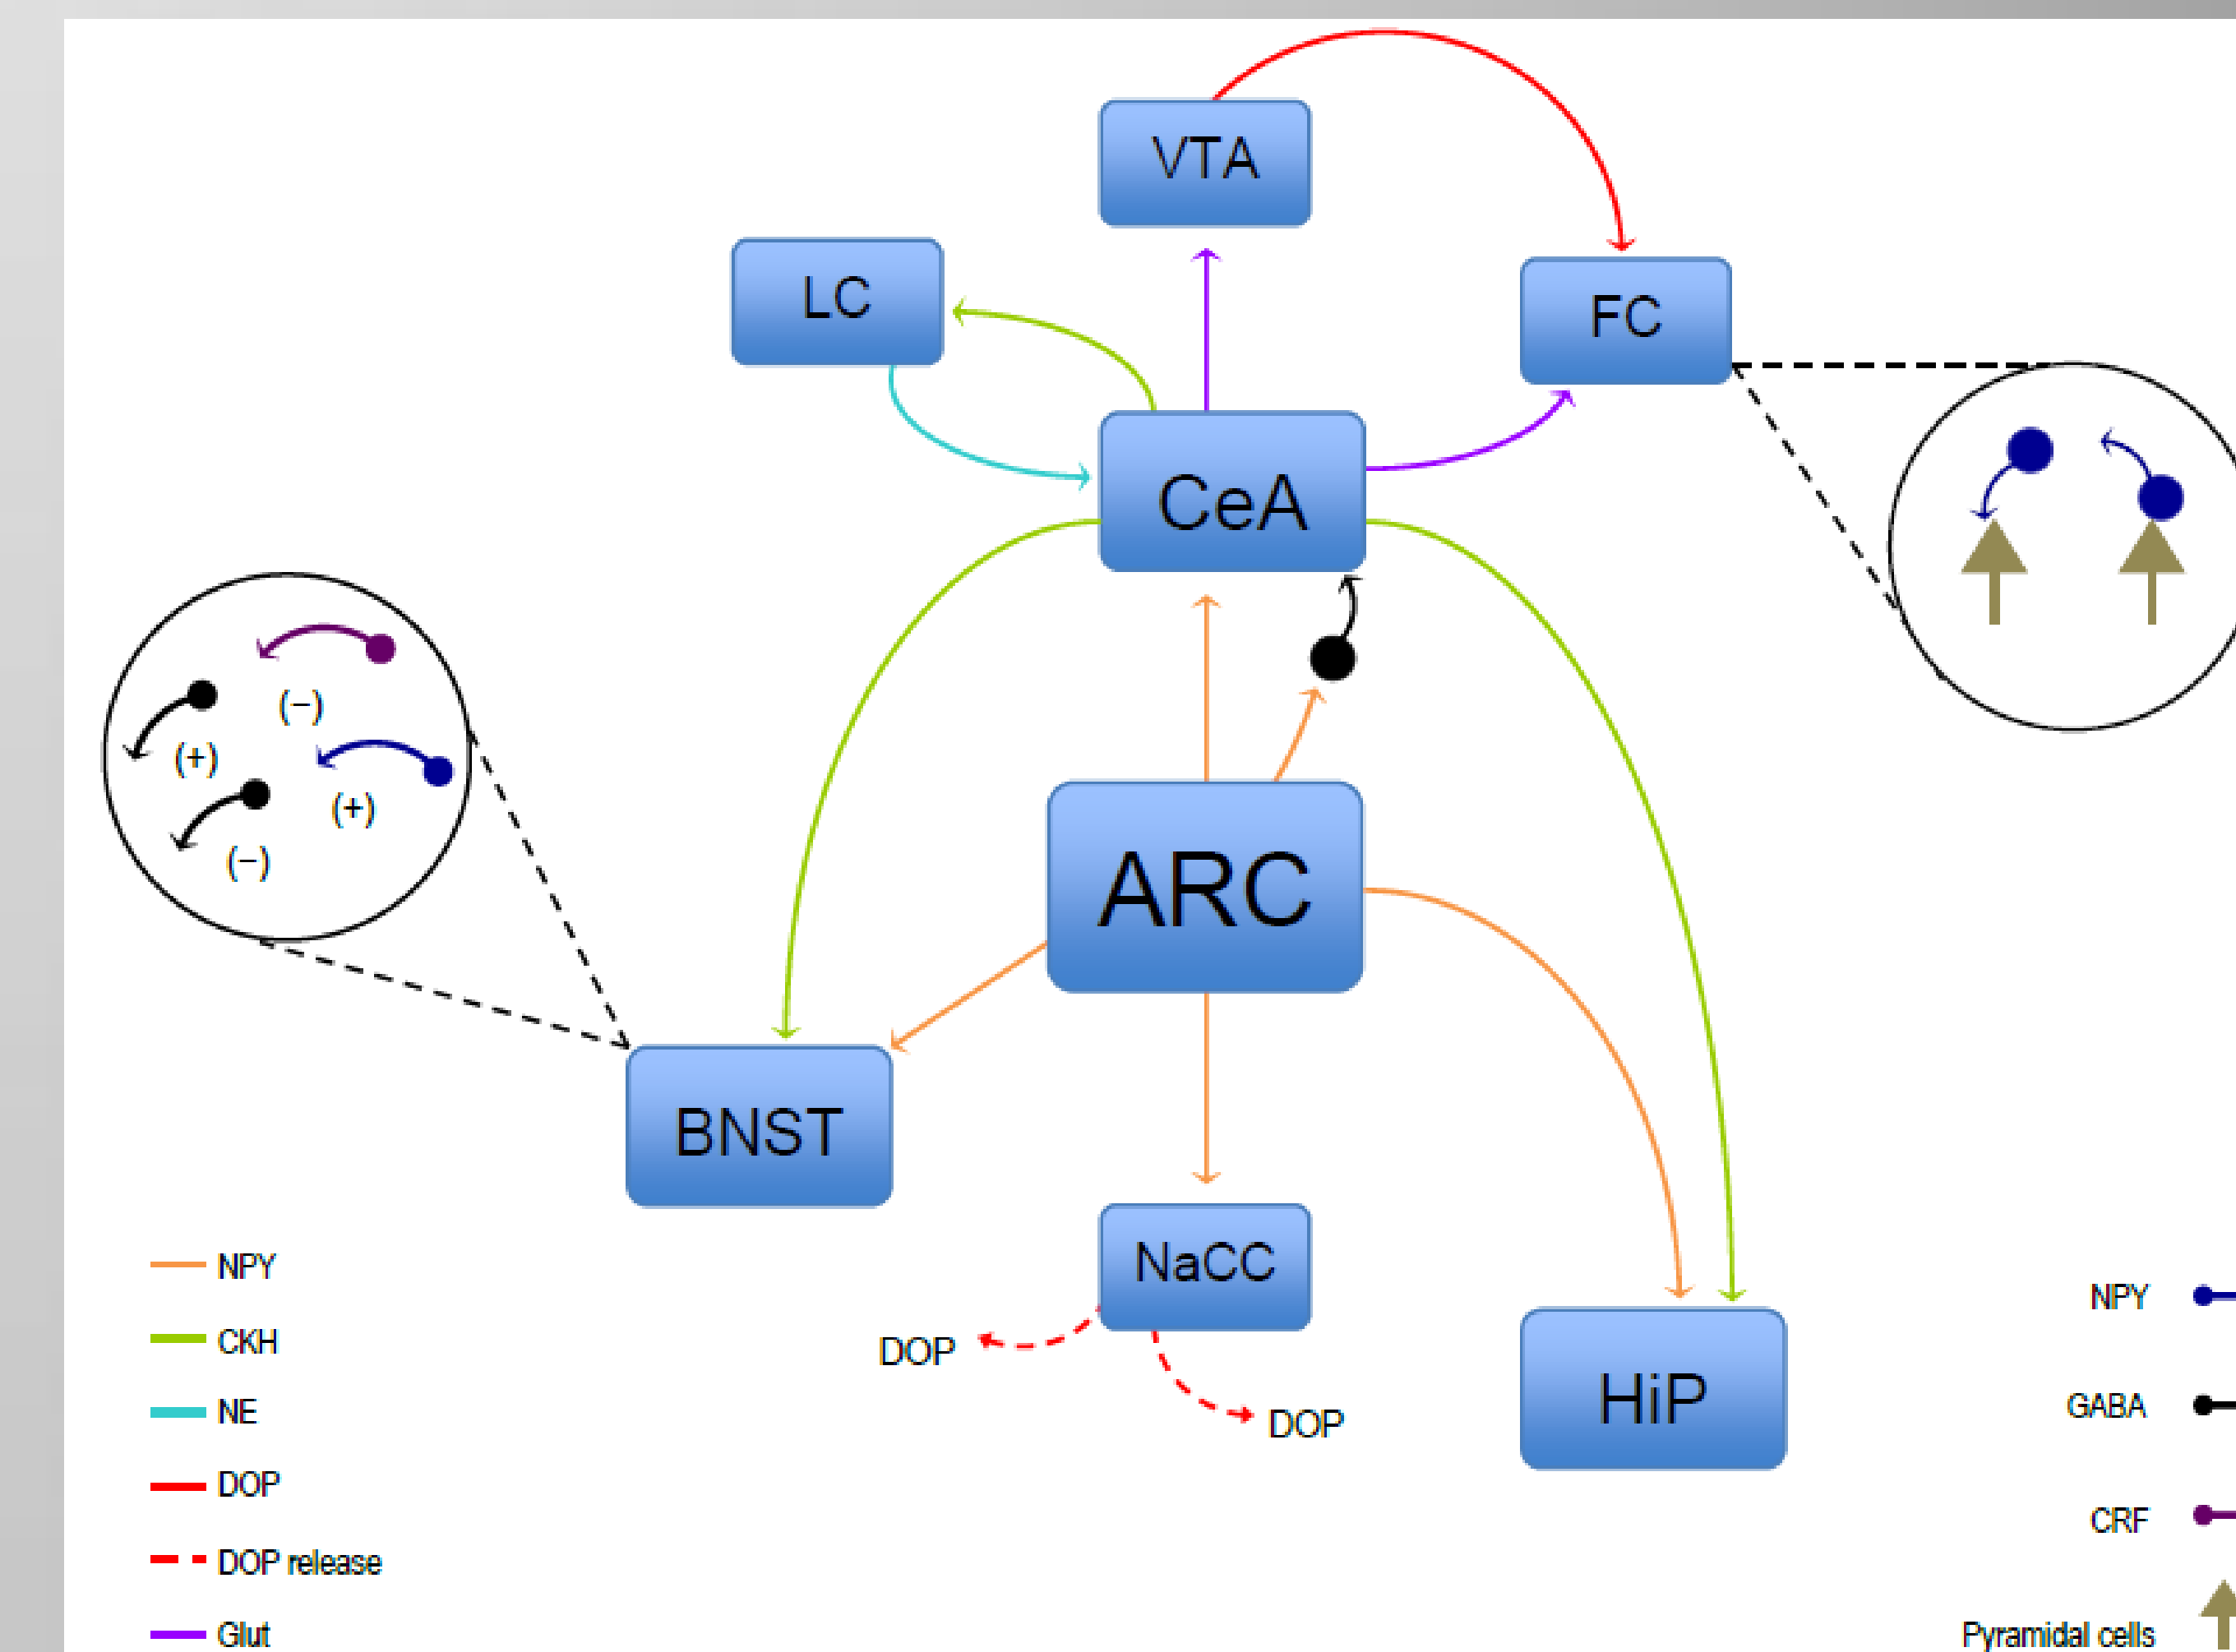 VTA
LC
FC
CeA
(−)
(+)
(+)
(−)
ARC
BNST
NaCC
DOP
DOP
HiP
NPY
CKH
NE
DOP
DOP release
Glut
NPY
GABA
CRF
Pyramidal cells